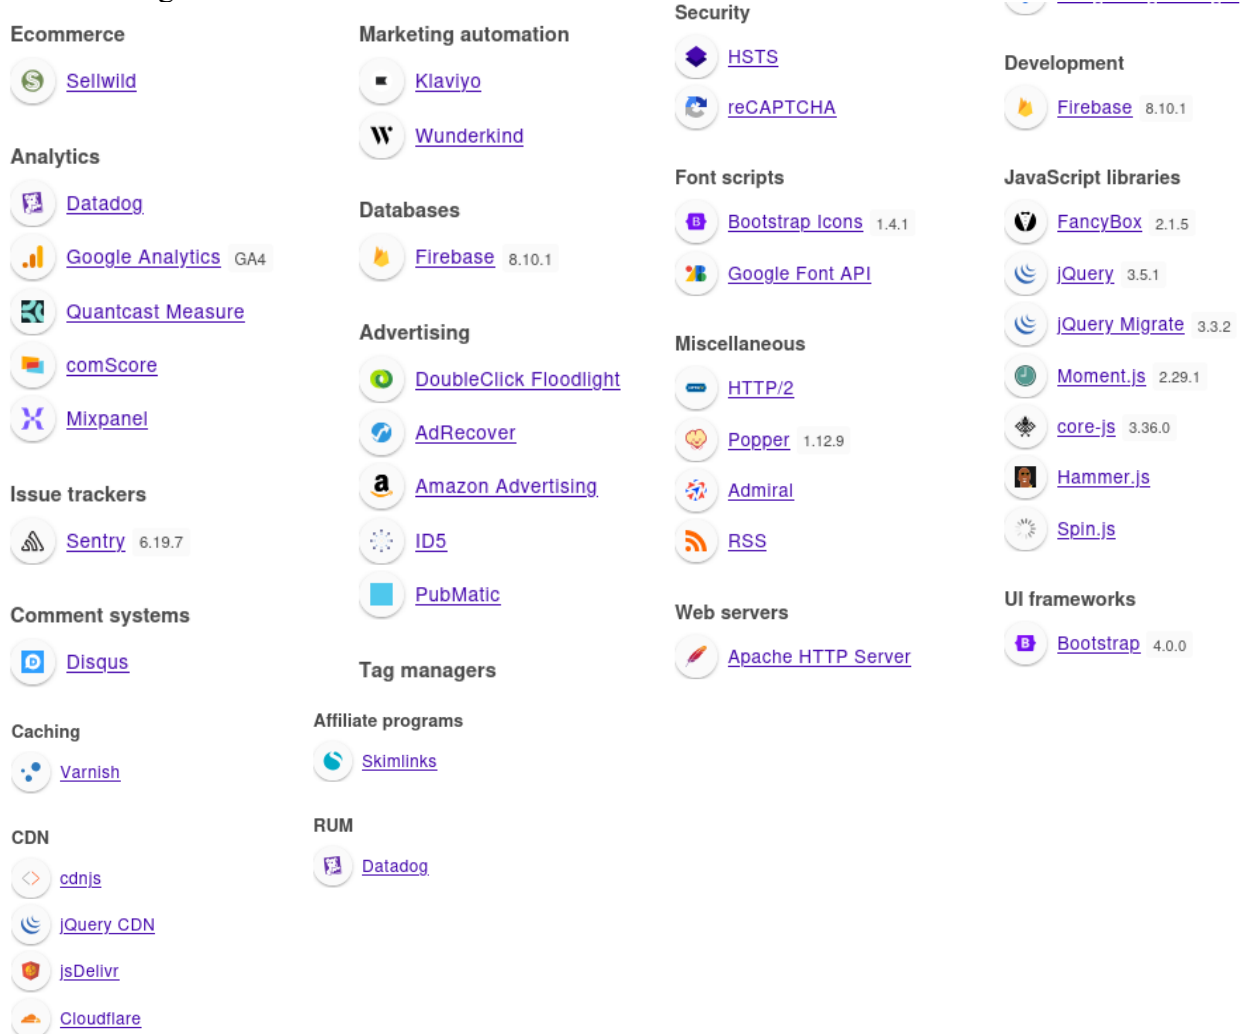 Ecommerce
Sellwild
Analytics
Datadog
Google Analytics GA4
Quantcast Measure
comScore
Mixpanel
Issue trackers
Sentry 6.19.7
Comment systems
Disqus
Marketing automation
Klaviyo
Wunderkind
Databases
Firebase 8.10.1
Advertising
DoubleClick Floodlight
AdRecover
Amazon Advertising
ID5
PubMatic
Tag managers
Security
HSTS
reCAPTCHA
Font scripts
Bootstrap Icons 1.4.1
Google Font API
Miscellaneous
HTTP/2
Popper 1.12.9
Admiral
RSS
Web servers
Apache HTTP Server
Development
Firebase 8.10.1
JavaScript libraries
FancyBox 2.1.5
jQuery 3.5.1
jQuery Migrate 3.3.2
Moment.js 2.29.1
core-js 3.36.0
Hammer.js
Spin.js
UI frameworks
Bootstrap 4.0.0
Caching
Varnish
CDN
cdnjs
jQuery CDN
jsDelivr
Cloudflare
Affiliate programs
Skimlinks
RUM
Datadog